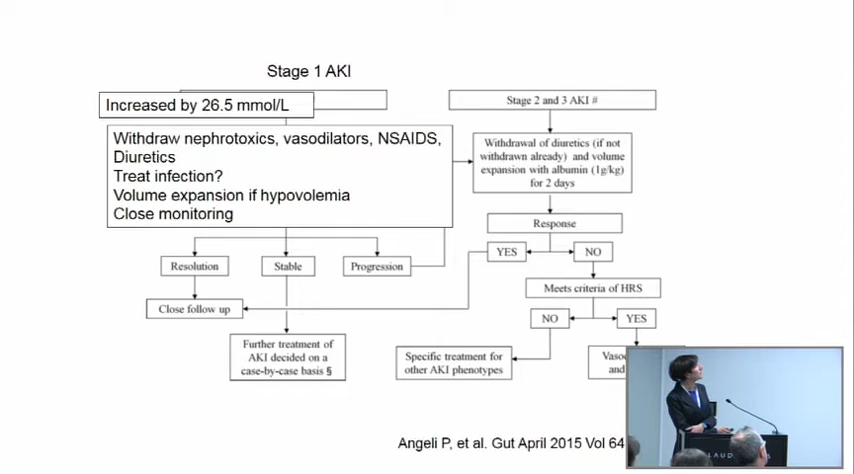 Stage 1 AKI
Increased by 26.5 mmol/L
Stage 2 and 3 AKI #
Withdraw nephrotoxics, vasodilators, NSAIDS,
Diuretics
Treat infection?
Volume expansion if hypovolemia
Close monitoring
Withdrawal of diuretics (if not
withdrawn already) and volume
expansion with albumin (1g/kg)
for 2 days
Response
YES
NO
Resolution
Stable
Progression
Meets criteria of HRS
Close follow up
NO
YES
Further treatment of
AKI decided on a
case-by-case basis §
Specific treatment for
other AKI phenotypes
and
Angeli P, et al. Gut April 2015 Vol 64